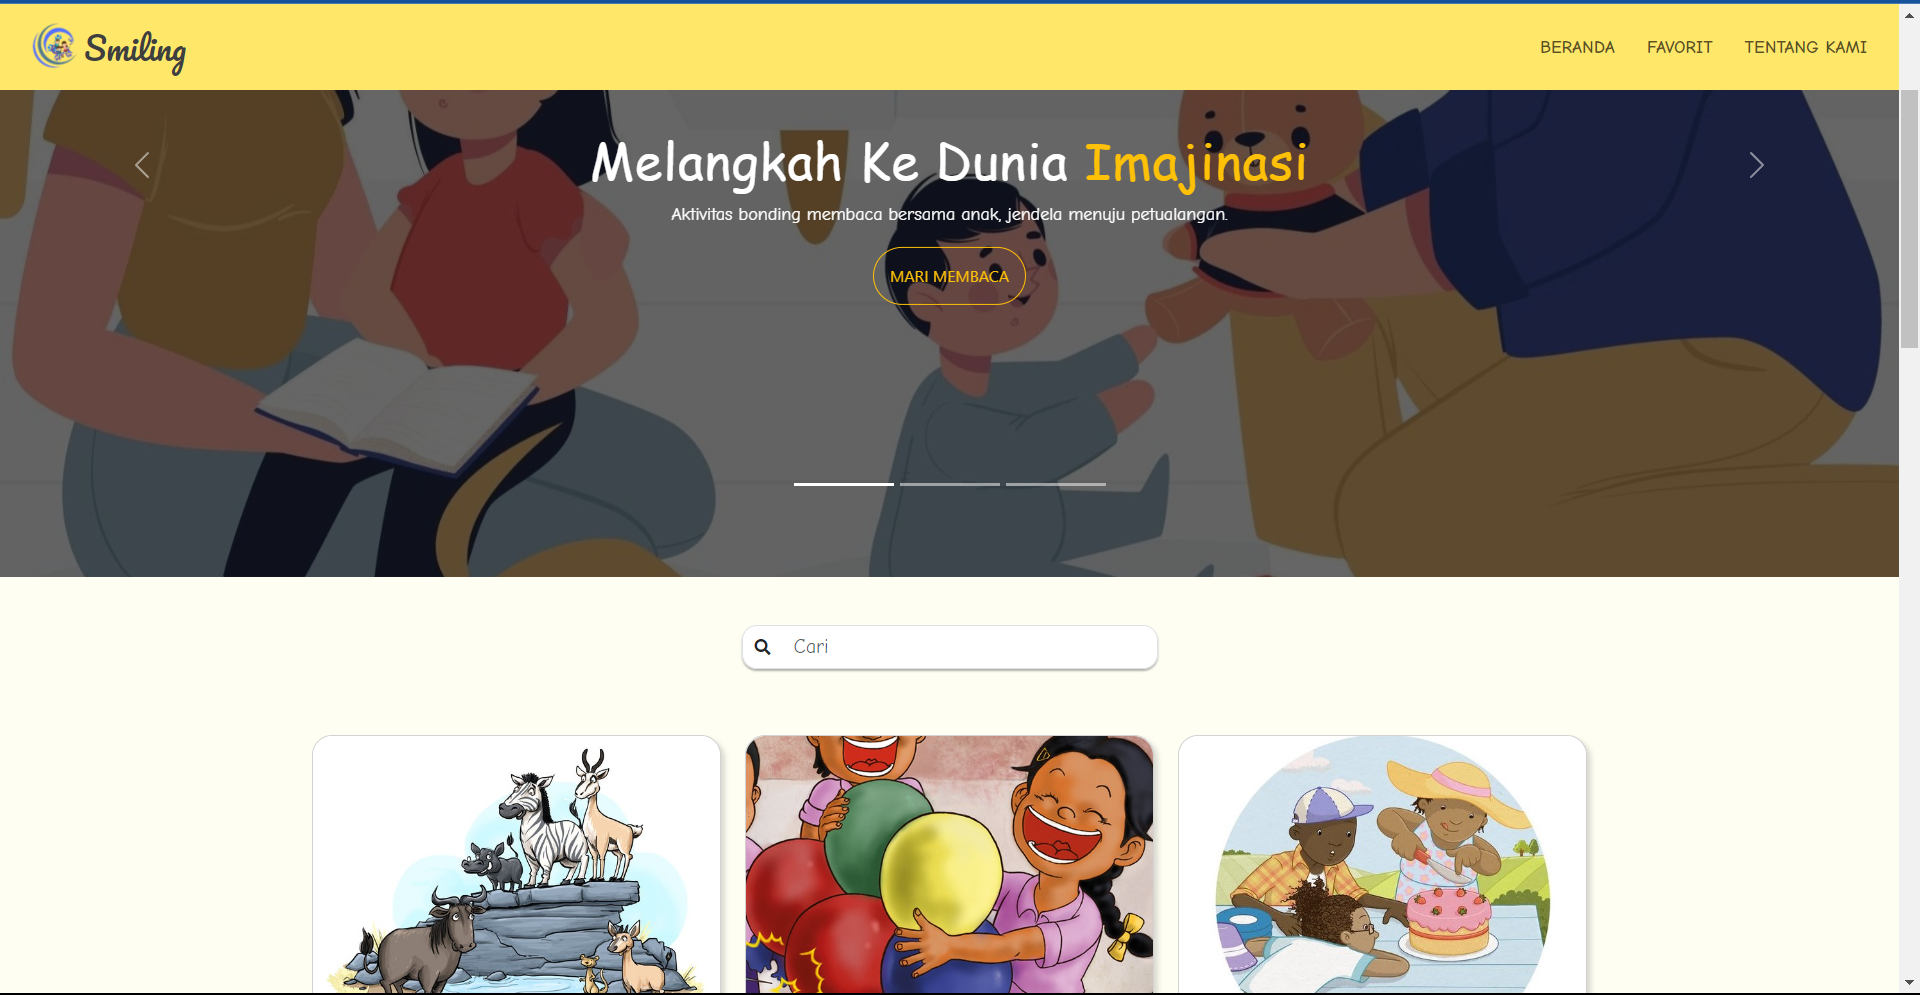 Smiling
BERANDA FAVORIT TENTANG KAMI
Melangkah Ke Dunia Imajinasi
Aktivitas bonding membaca bersama anak, jendela menuju petualangan.
MARI MEMBACA
Cari